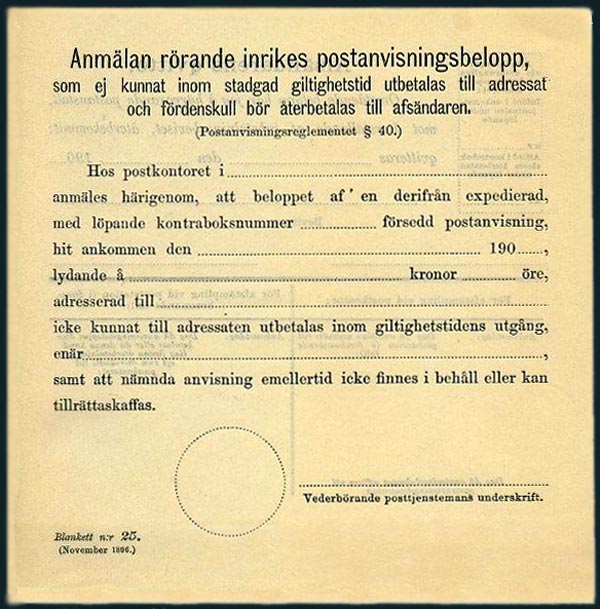 Anmälan rörande inrikes postanvisningsbelopp,
som ej kunnat inom stadgad giltighetstid utbetalas till adressat
och fördenskull bör återbetalas till afsändaren.
(Postanvisningsreglementet § 40.)
Hos postkontoret i
anmäles härigenom, att beloppet af en derifrån expedierad,
med löpande kontraboksnummer försedd postanvisning,
hit ankommen den 190 ,
lydande å kronor öre,
adresserad till
icke kunnat till adressaten utbetalas inom giltighetstidens utgång,
enär ,
samt att nämnda anvisning emellertid icke finnes i behåll eller kan
tillrättaskaffas.
Vederbörande posttjenstemans underskrift.
Blankett n:r 25.
(November 1896.)